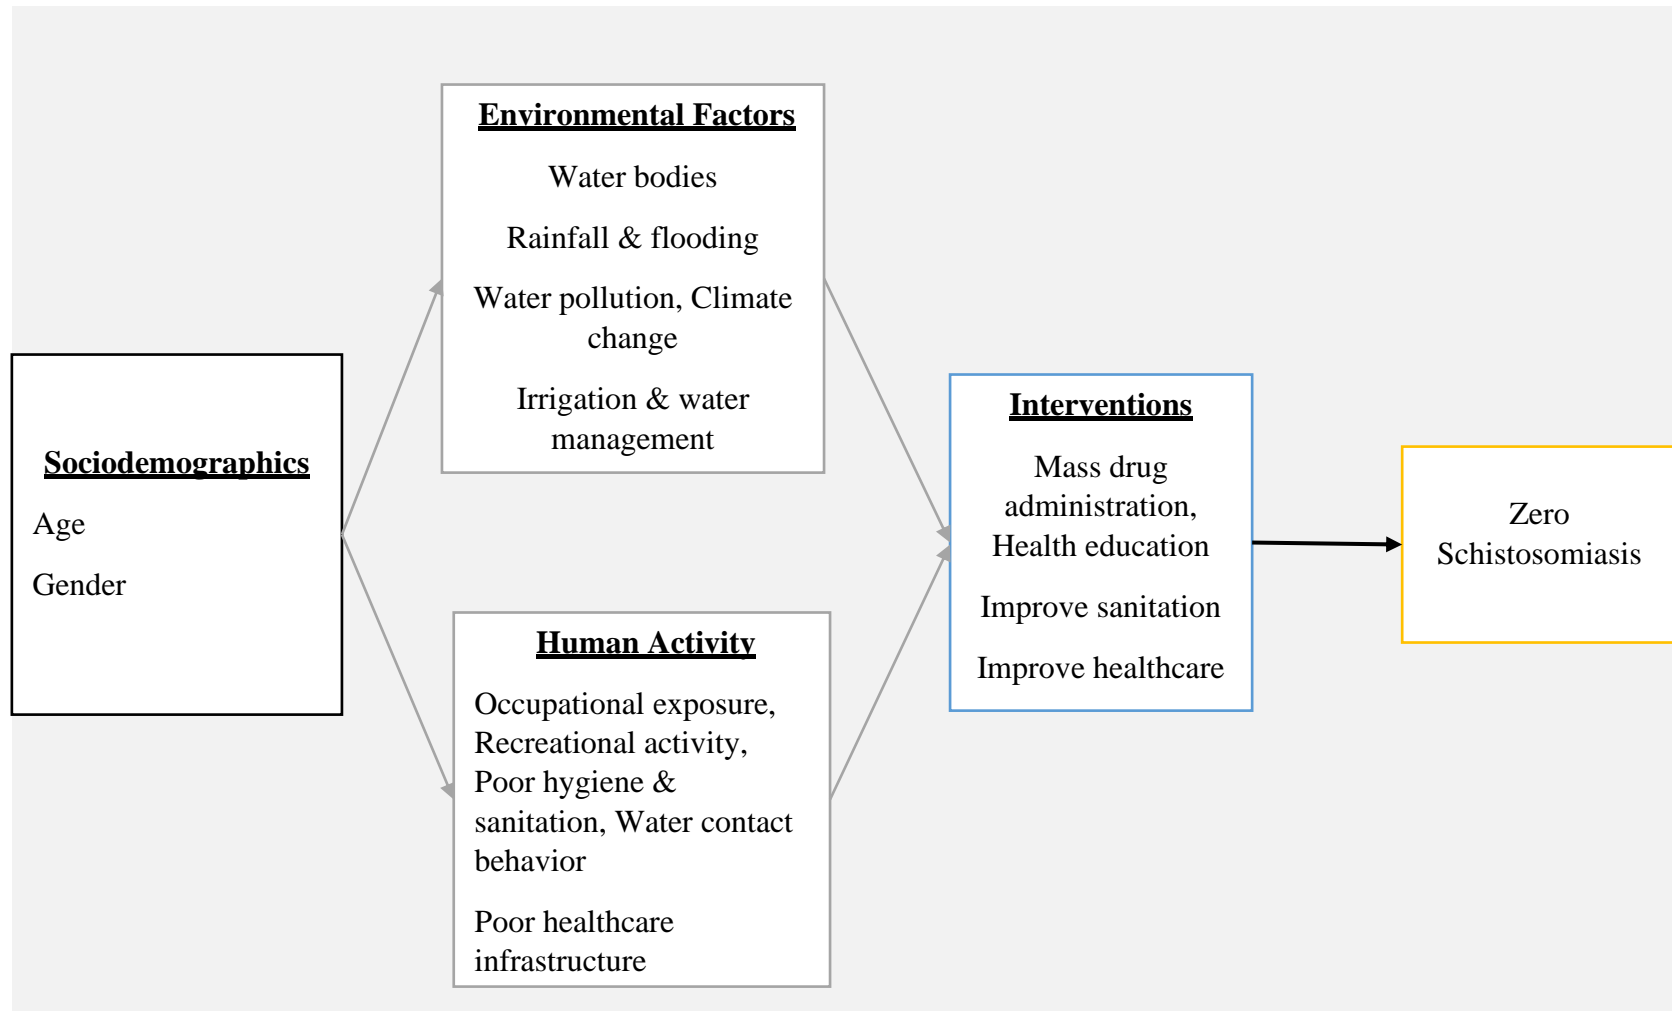 Sociodemographics
Age
Gender
Environmental Factors
Water bodies
Rainfall & flooding
Water pollution, Climate
change
Irrigation & water
management
Human Activity
Occupational exposure,
Recreational activity,
Poor hygiene &
sanitation, Water contact
behavior
Poor healthcare
infrastructure
Interventions
Mass drug
administration,
Health education
Improve sanitation
Improve healthcare
Zero
Schistosomiasis